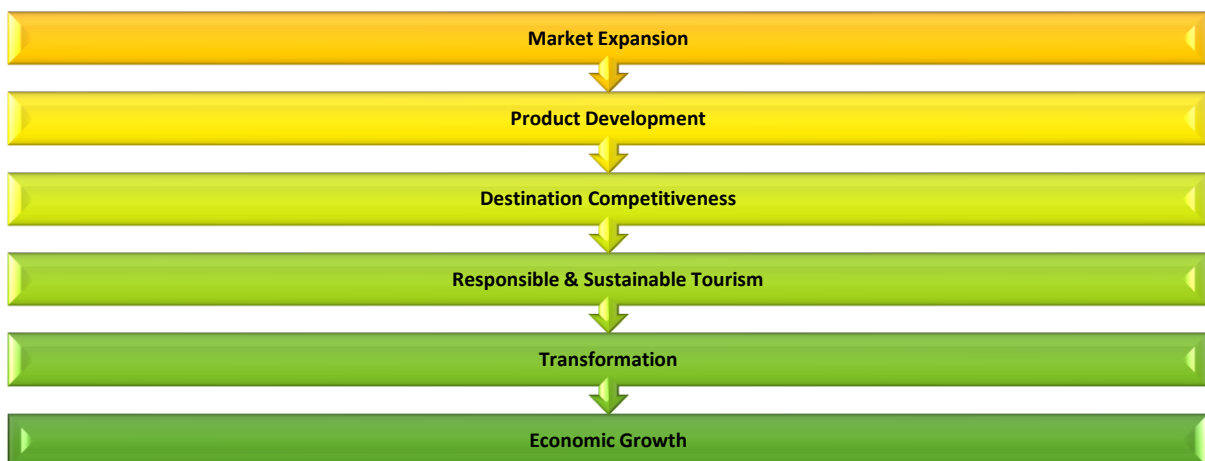 Market Expansion
Product Development
Destination Competitiveness
Responsible & Sustainable Tourism
Transformation
Economic Growth